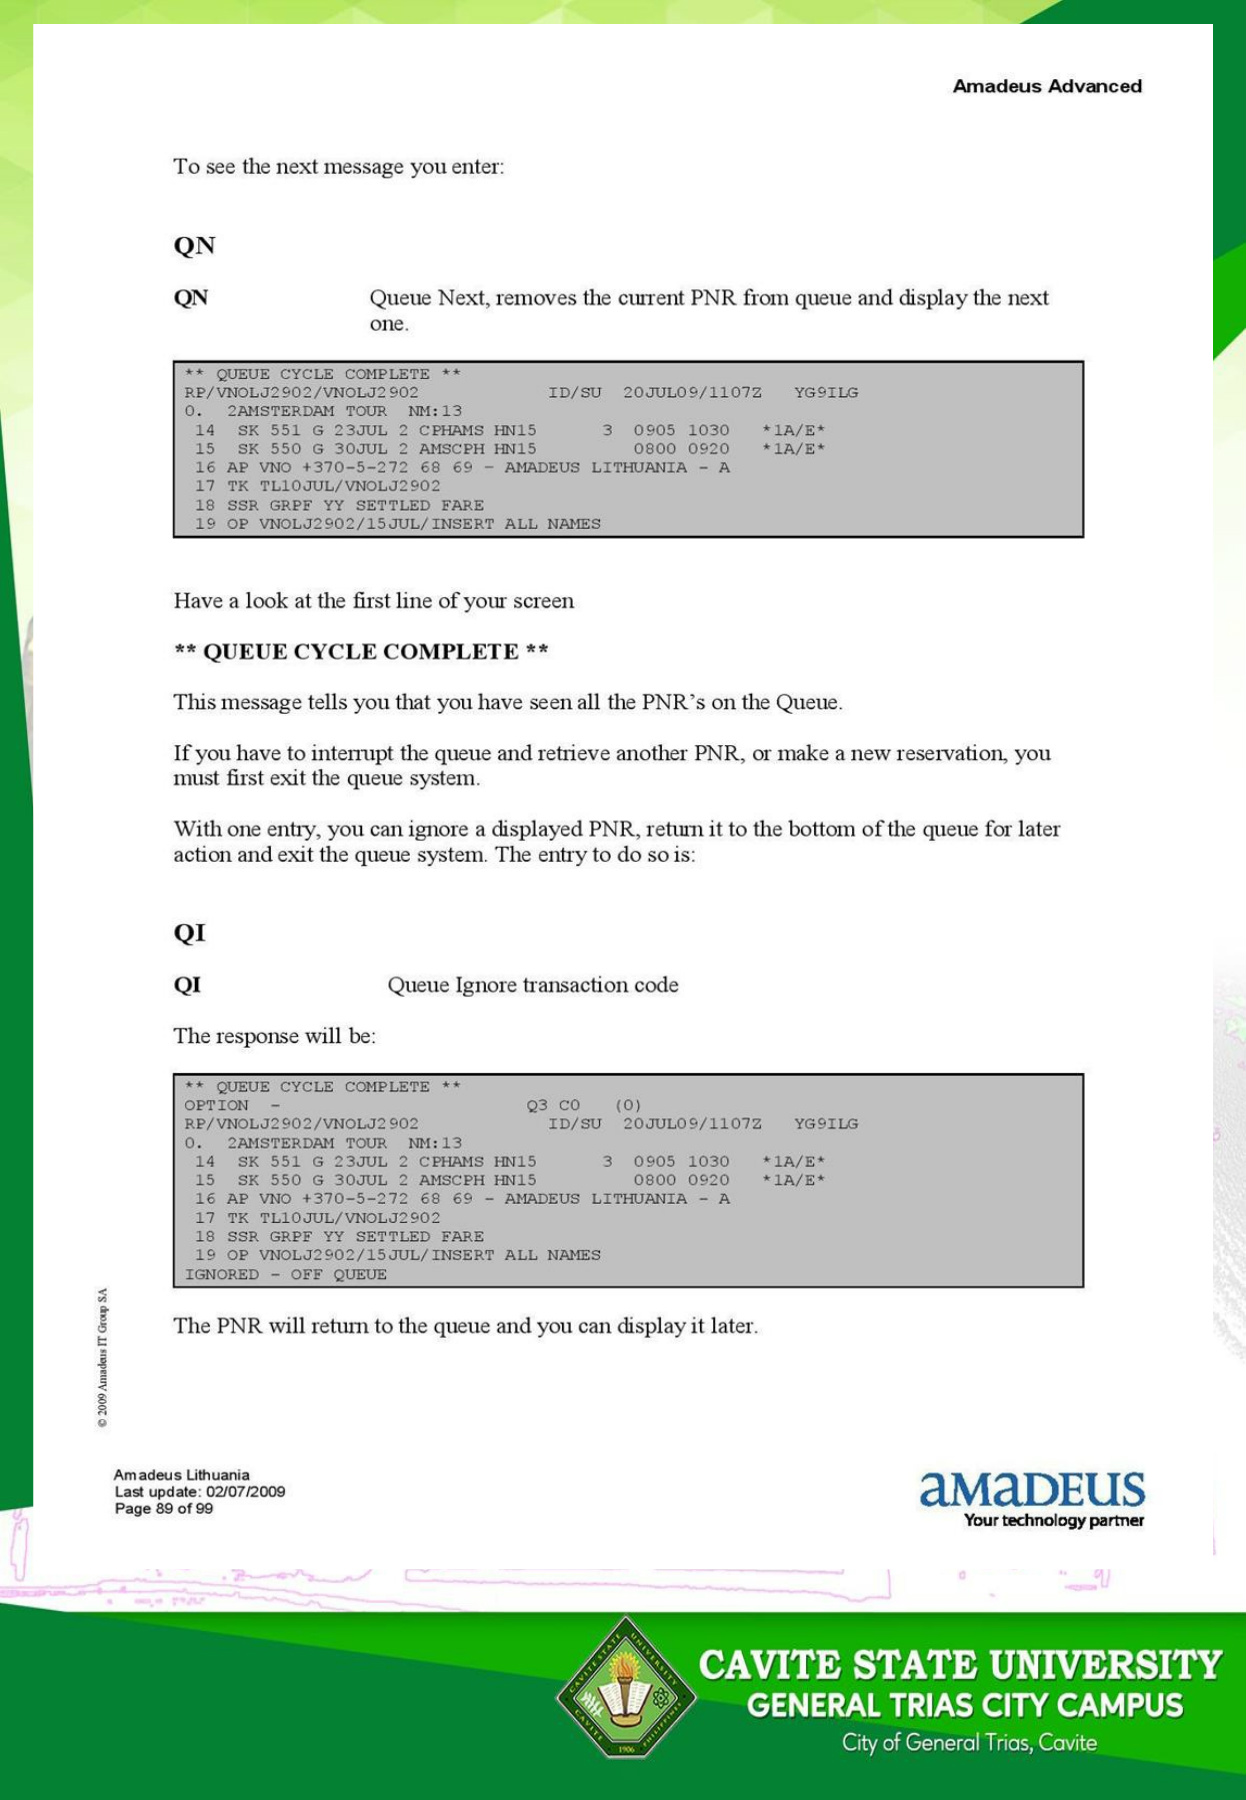 Amadeus Advanced
To see the next message you enter:
QN
QN Queue Next, removes the current PNR from queue and display the next
one.
** QUEUE CYCLE COMPLETE **
RP/VNOLJ2902/VNOLJ2902 ID/SU 20JUL09/1107Z YG9ILG
0. 2AMSTERDAM TOUR NM:13
14 SK 551 G 23JUL 2 CPHAMS HN15 3 0905 1030 *1A/E*
15 SK 550 G 30JUL 2 AMSCPH HN15 0800 0920 *1A/E*
16 AP VNO +370-5-272 68 69 - AMADEUS LITHUANIA - A
17 TK TL10JUL/VNOLJ2902
18 SSR GRPF YY SETTLED FARE
19 OP VNOLJ2902/15JUL/INSERT ALL NAMES
Have a look at the first line of your screen
** QUEUE CYCLE COMPLETE **
This message tells you that you have seen all the PNR's on the Queue.
If you have to interrupt the queue and retrieve another PNR, or make a new reservation, you
must first exit the queue system.
With one entry, you can ignore a displayed PNR, return it to the bottom of the queue for later
action and exit the queue system. The entry to do so is:
QI
QI Queue Ignore transaction code
The response will be:
** QUEUE CYCLE COMPLETE **
OPTION - Q3 C0 (0)
RP/VNOLJ2902/VNOLJ2902 ID/SU 20JUL09/1107Z YG9ILG
0. 2AMSTERDAM TOUR NM:13
14 SK 551 G 23JUL 2 CPHAMS HN15 3 0905 1030 *1A/E*
15 SK 550 G 30JUL 2 AMSCPH HN15 0800 0920 *1A/E*
16 AP VNO +370-5-272 68 69 - AMADEUS LITHUANIA - A
17 TK TL10JUL/VNOLJ2902
18 SSR GRPF YY SETTLED FARE
19 OP VNOLJ2902/15JUL/INSERT ALL NAMES
IGNORED - OFF QUEUE
The PNR will return to the queue and you can display it later.
© 2009 Amadeus IT Group SA
Amadeus Lithuania
Last update: 02/07/2009
Page 89 of 99
aMaDEUS
Your technology partner
CAVITE STATE UNIVERSITY
CAVITE PHILIPPINES
1906
CAVITE STATE UNIVERSITY
GENERAL TRIAS CITY CAMPUS
City of General Trias, Cavite